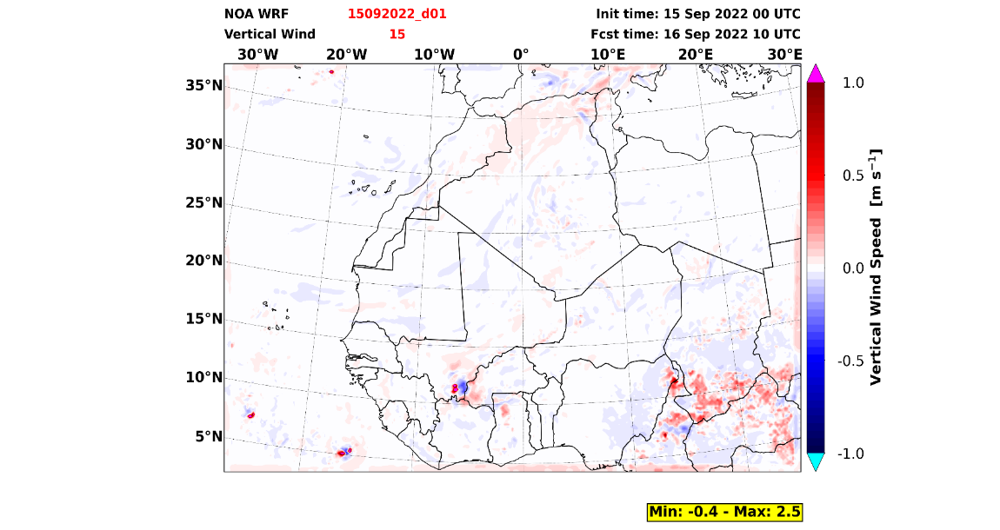 NOA WRF 15092022_d01 Init time: 15 Sep 2022 00 UTC
Vertical Wind 15 Fcst time: 16 Sep 2022 10 UTC
30°W 20°W 10°W 0° 10°E 20°E 30°E
35°N
30°N
25°N
20°N
15°N
10°N
5°N
1.0
0.5
0.0
-0.5
-1.0
Vertical Wind Speed [m s⁻¹]
Min: -0.4 - Max: 2.5